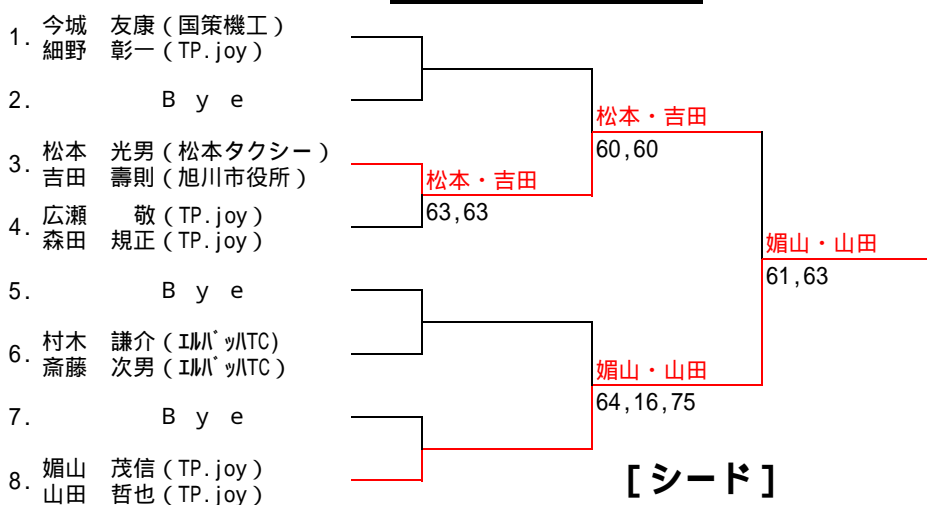 1. 今城 友康(国策機工)
細野 彰一(TP.joy)
2. Bye
3. 松本 光男(松本タクシー)
吉田 壽則(旭川市役所)
4. 広瀬 敬(TP.joy)
森田 規正(TP.joy)
5. Bye
6. 村木 謙介(ｴﾙﾊﾟｯﾊTC)
斎藤 次男(ｴﾙﾊﾟｯﾊTC)
7. Bye
8. 媚山 茂信(TP.joy)
山田 哲也(TP.joy)
松本・吉田
63,63
松本・吉田
60,60
媚山・山田
64,16,75
媚山・山田
61,63
[シード]